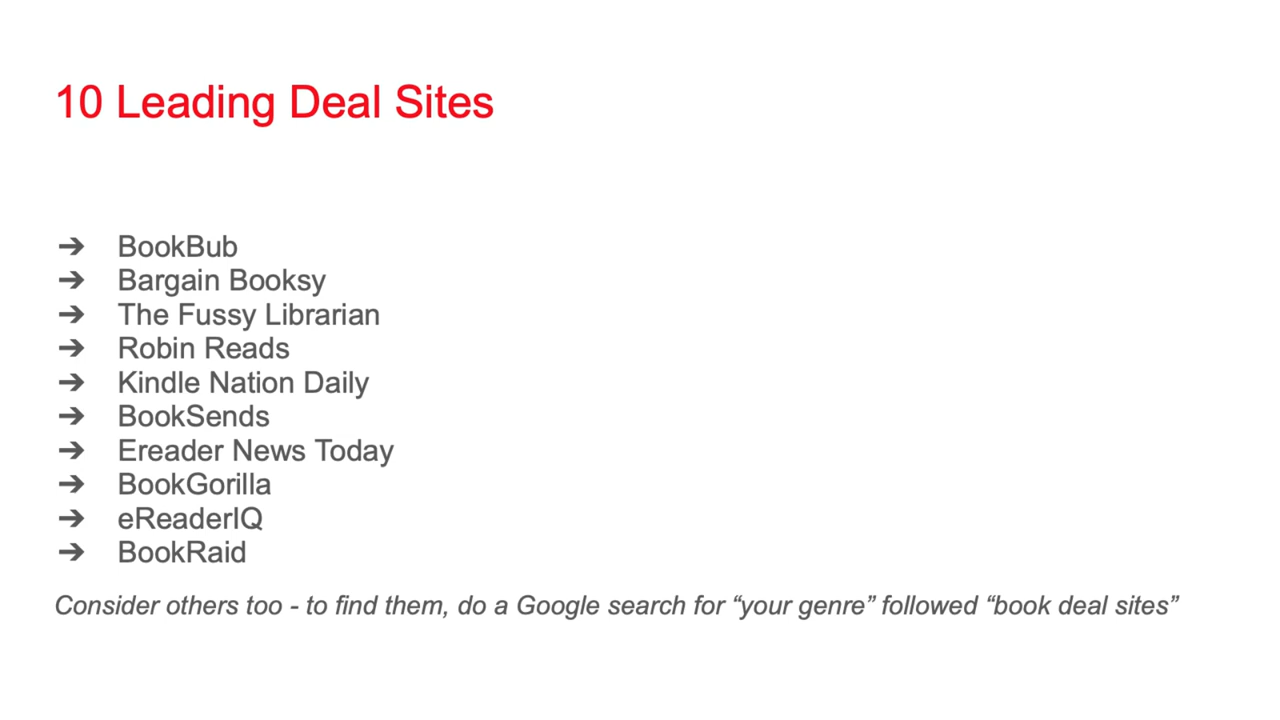 10 Leading Deal Sites
➔ BookBub
➔ Bargain Booksy
➔ The Fussy Librarian
➔ Robin Reads
➔ Kindle Nation Daily
➔ BookSends
➔ Ereader News Today
➔ BookGorilla
➔ eReaderIQ
➔ BookRaid
Consider others too - to find them, do a Google search for “your genre” followed “book deal sites”